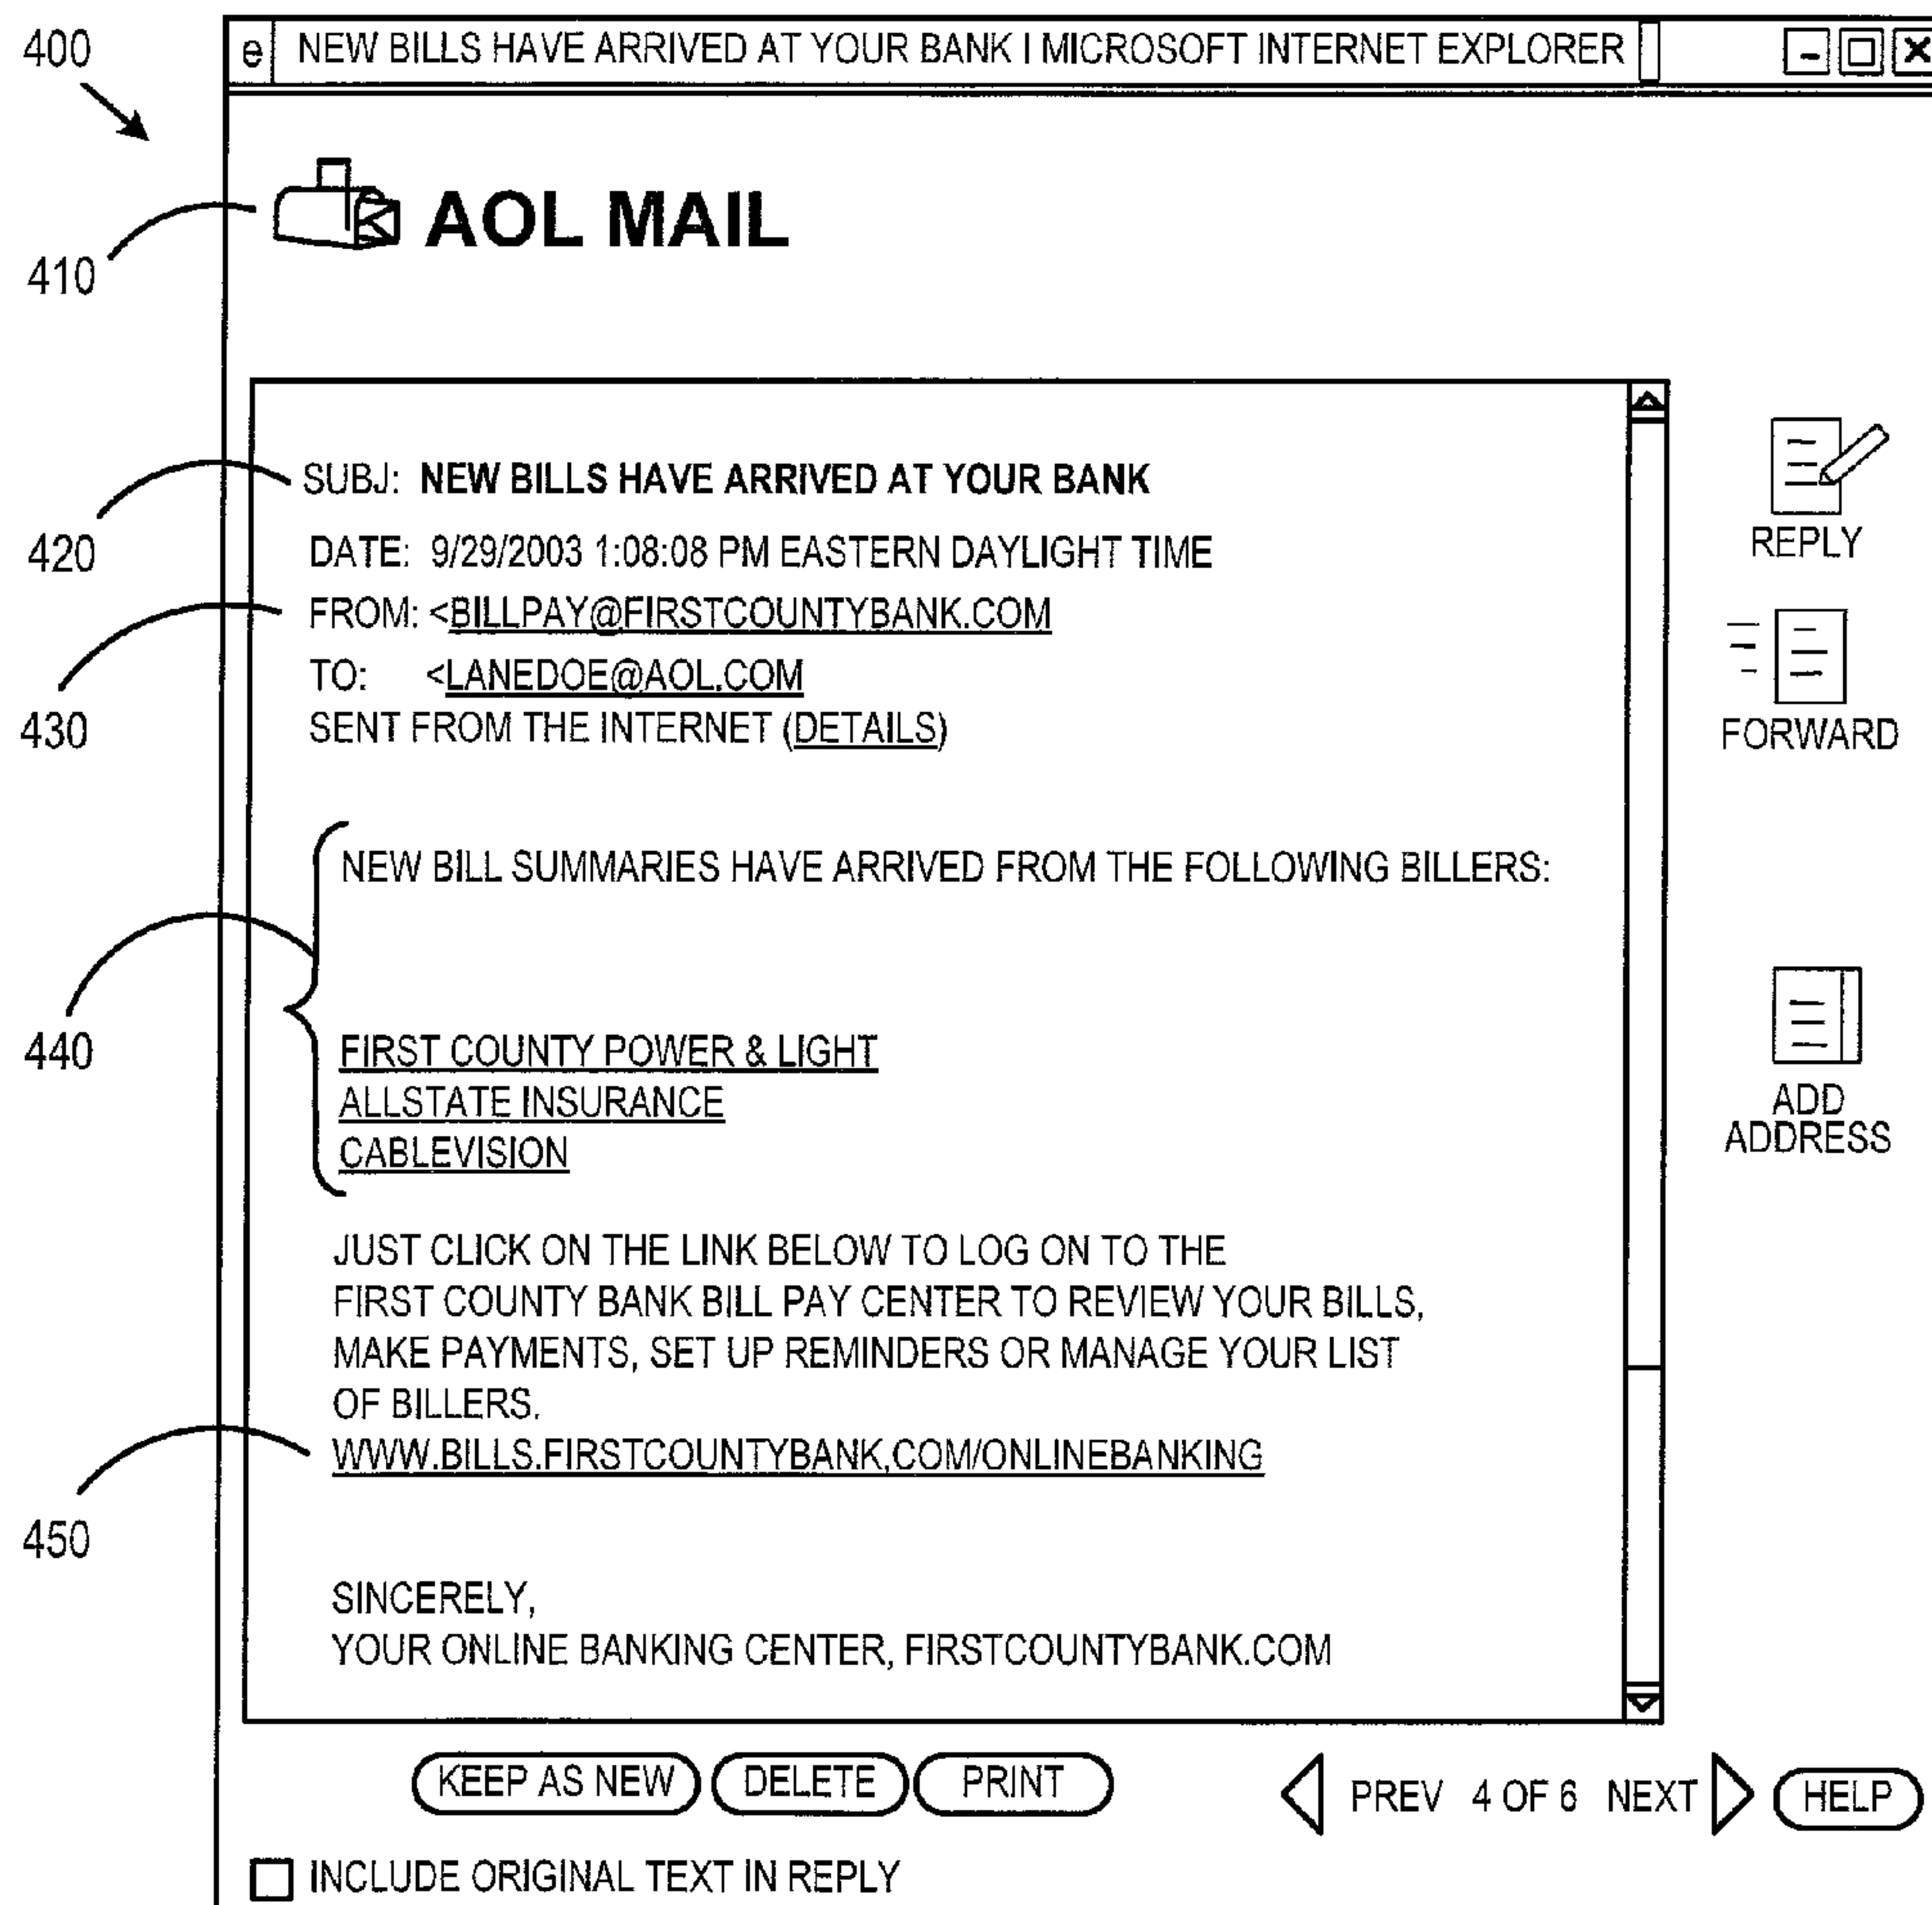 400
e NEW BILLS HAVE ARRIVED AT YOUR BANK I MICROSOFT INTERNET EXPLORER
410
AOL MAIL
420
SUBJ: NEW BILLS HAVE ARRIVED AT YOUR BANK
DATE: 9/29/2003 1:08:08 PM EASTERN DAYLIGHT TIME
430
FROM: <BILLPAY@FIRSTCOUNTYBANK.COM
TO: <LANEDOE@AOL.COM
SENT FROM THE INTERNET (DETAILS)
REPLY
FORWARD
440
NEW BILL SUMMARIES HAVE ARRIVED FROM THE FOLLOWING BILLERS:
FIRST COUNTY POWER & LIGHT
ALLSTATE INSURANCE
CABLEVISION
ADD
ADDRESS
JUST CLICK ON THE LINK BELOW TO LOG ON TO THE
FIRST COUNTY BANK BILL PAY CENTER TO REVIEW YOUR BILLS,
MAKE PAYMENTS, SET UP REMINDERS OR MANAGE YOUR LIST
OF BILLERS.
450
WWW.BILLS.FIRSTCOUNTYBANK,COM/ONLINEBANKING
SINCERELY,
YOUR ONLINE BANKING CENTER, FIRSTCOUNTYBANK.COM
KEEP AS NEW DELETE PRINT PREV 4 OF 6 NEXT HELP
INCLUDE ORIGINAL TEXT IN REPLY